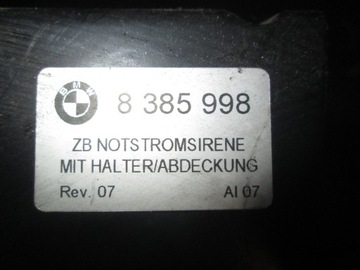 BMW
8 385 998
ZB NOTSTROMSIRENE
MIT HALTER/ABDECKUNG
Rev. 07 AI 07